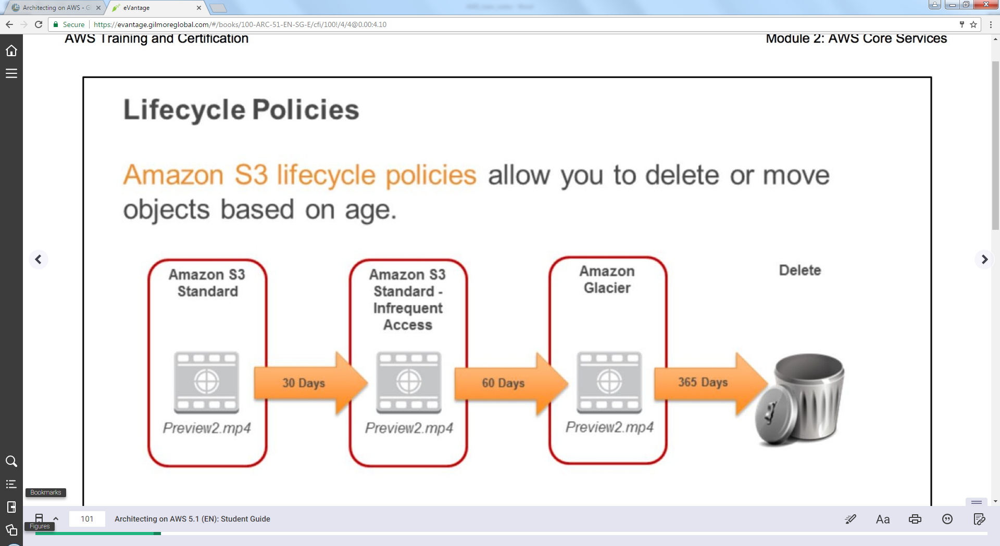 Architecting on AWS - G
eVantage
Secure
https://evantage.gilmoreglobal.com/#/books/100-ARC-51-EN-SG-E/cfi/100!/4/4@0.00:4.10
AWS Training and Certification
Module 2: AWS Core Services
Lifecycle Policies
Amazon S3 lifecycle policies allow you to delete or move
objects based on age.
Amazon S3
Standard
Preview2.mp4
30 Days
Amazon S3
Standard -
Infrequent
Access
Preview2.mp4
60 Days
Amazon
Glacier
Preview2.mp4
365 Days
Delete
Bookmarks
Figures
101
Architecting on AWS 5.1 (EN): Student Guide
Aa